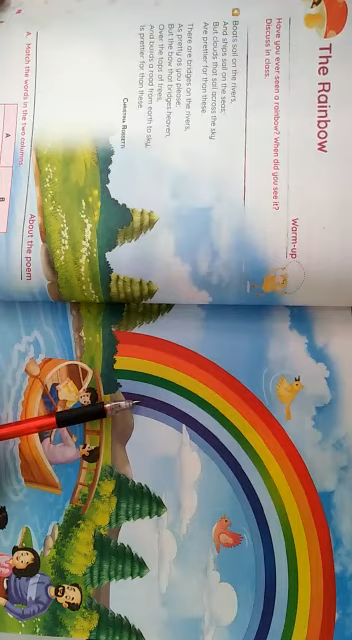 The Rainbow
Warm-up
Have you ever seen a rainbow? When did you see it?
Discuss in class.
Boats sail on the rivers,
And ships sail on the seas;
But clouds that sail across the sky
Are prettier far than these.
There are bridges on the rivers,
As pretty as you please;
But the bow that bridges heaven,
Over the tops of trees,
And builds a road from earth to sky,
Is prettier far than these.
About the poem
A. Match the words in the two columns.
A
B